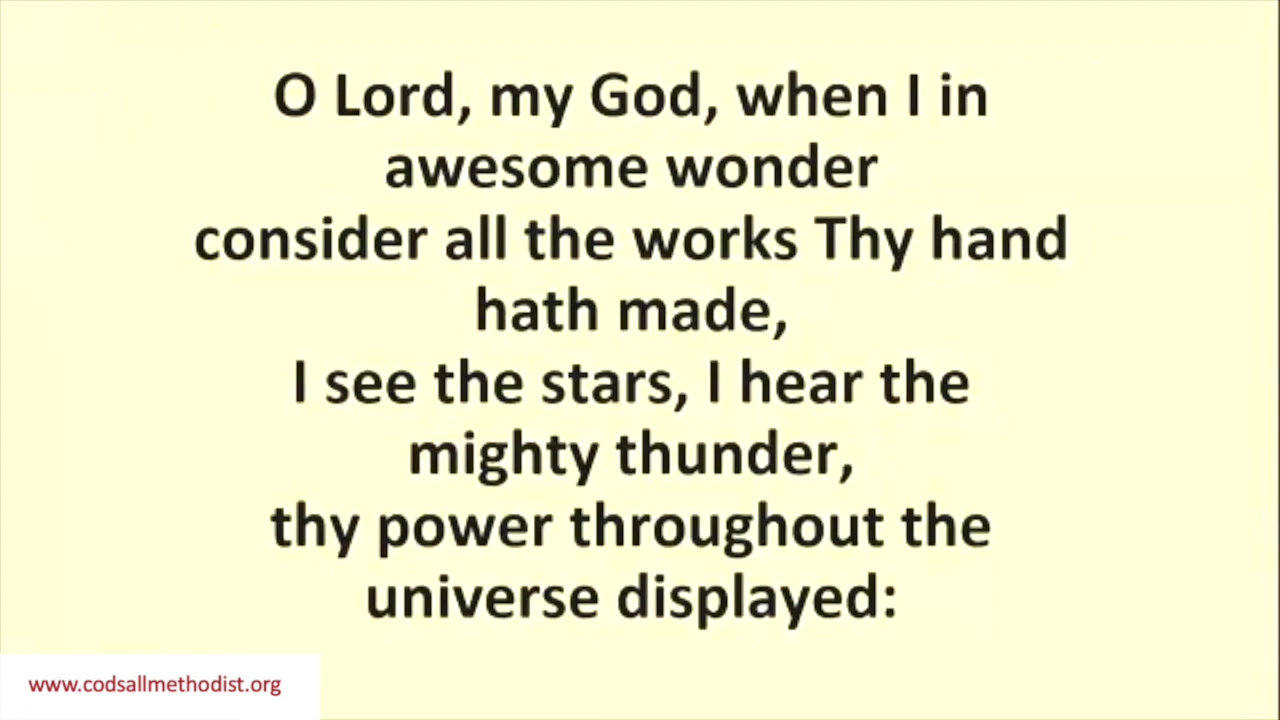 O Lord, my God, when I in
awesome wonder
consider all the works Thy hand
hath made,
I see the stars, I hear the
mighty thunder,
thy power throughout the
universe displayed:
www.codsallmethodist.org